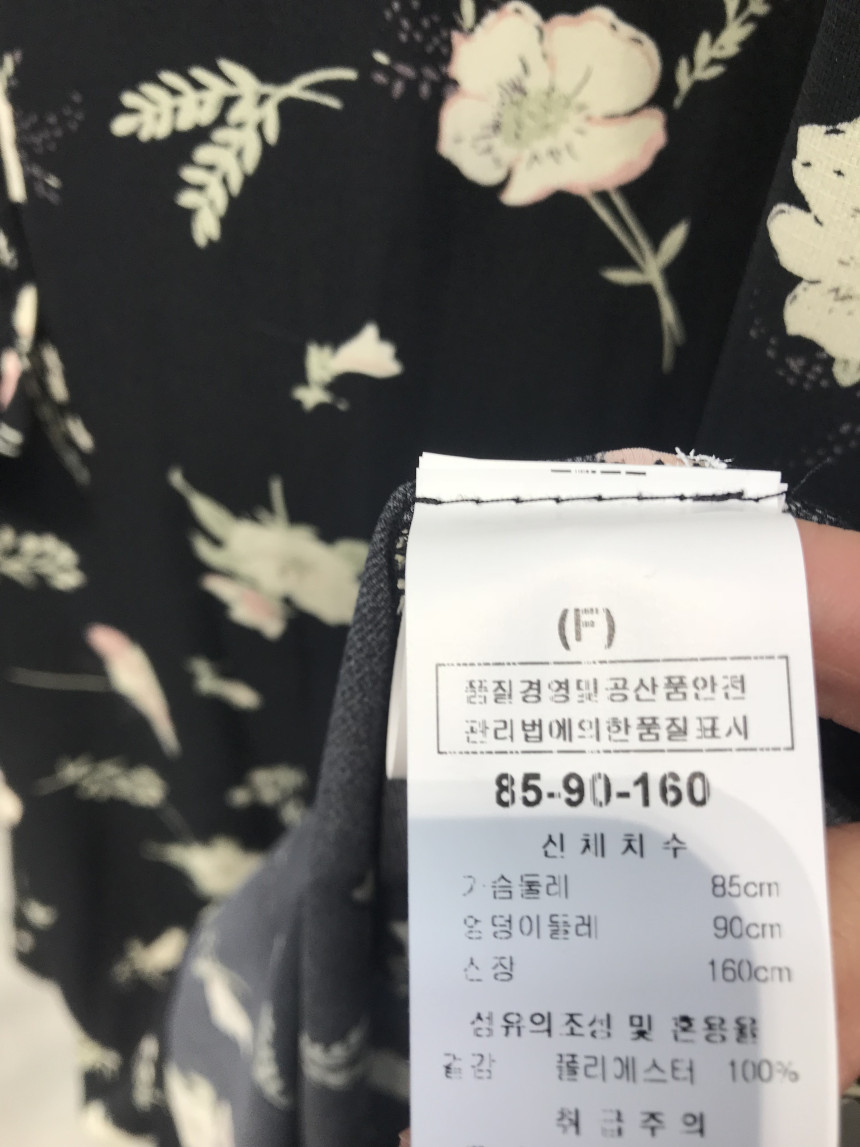 (F)
품질경영및공산품안전
관리법에의한품질표시
85-90-160
신체치수
가슴둘레 85cm
엉덩이둘레 90cm
신장 160cm
섬유의조성 및 혼용율
겉감 폴리에스터 100%
취급주의